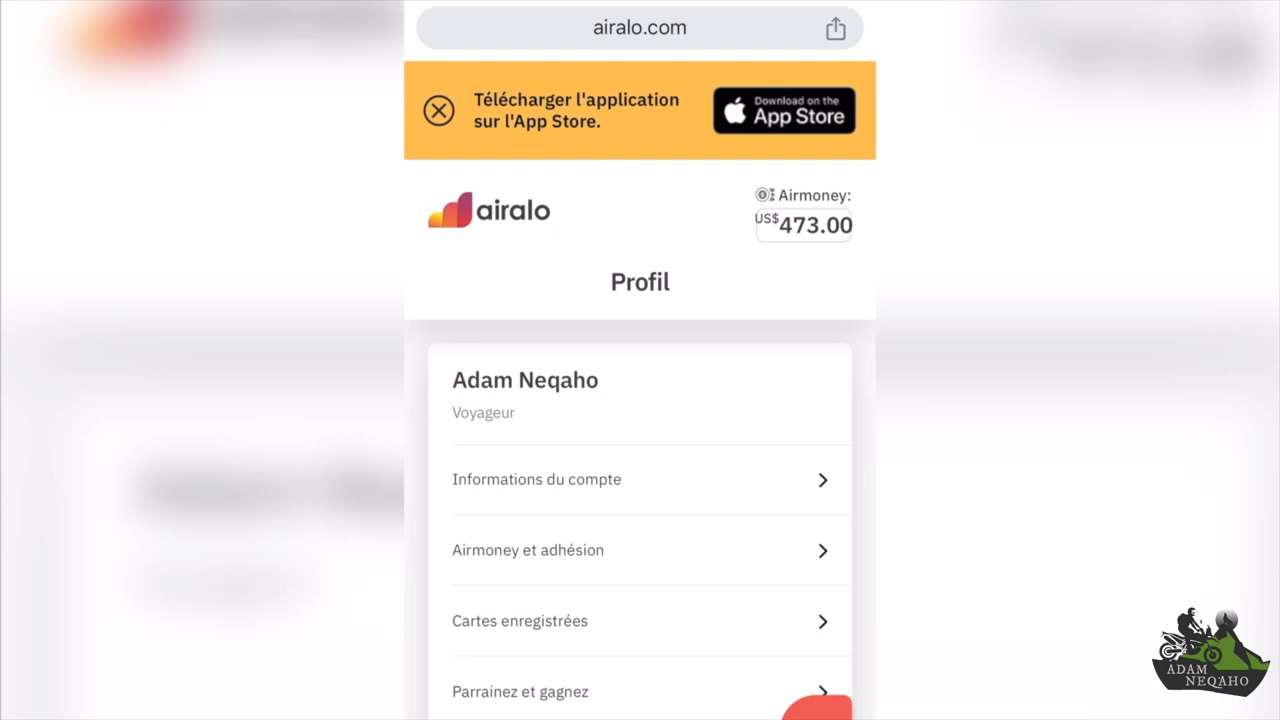 airalo.com
Télécharger l'application
sur l'App Store.
Download on the
App Store
airalo
Airmoney:
US$473.00
Profil
Adam Neqaho
Voyageur
Informations du compte
Airmoney et adhésion
Cartes enregistrées
Parrainez et gagnez
ADAM
NEQAHO